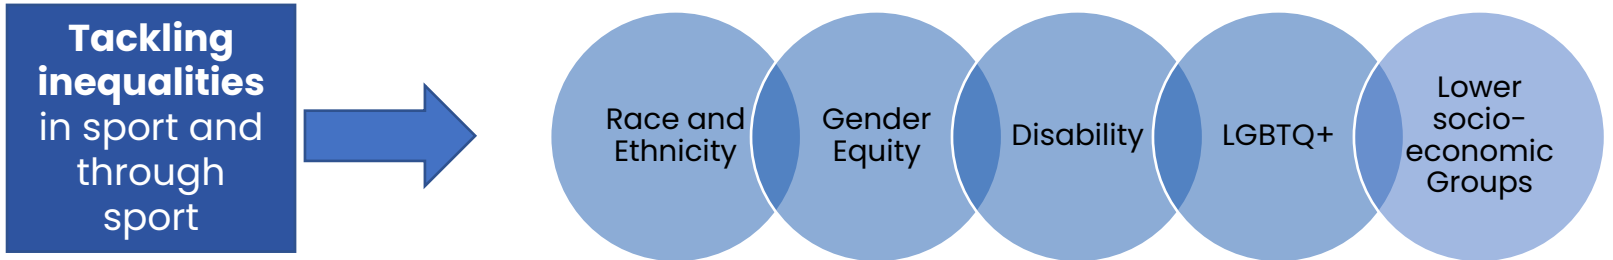 Tackling
inequalities
in sport and
through
sport
Race and
Ethnicity
Gender
Equity
Disability
LGBTQ+
Lower
socio-
economic
Groups